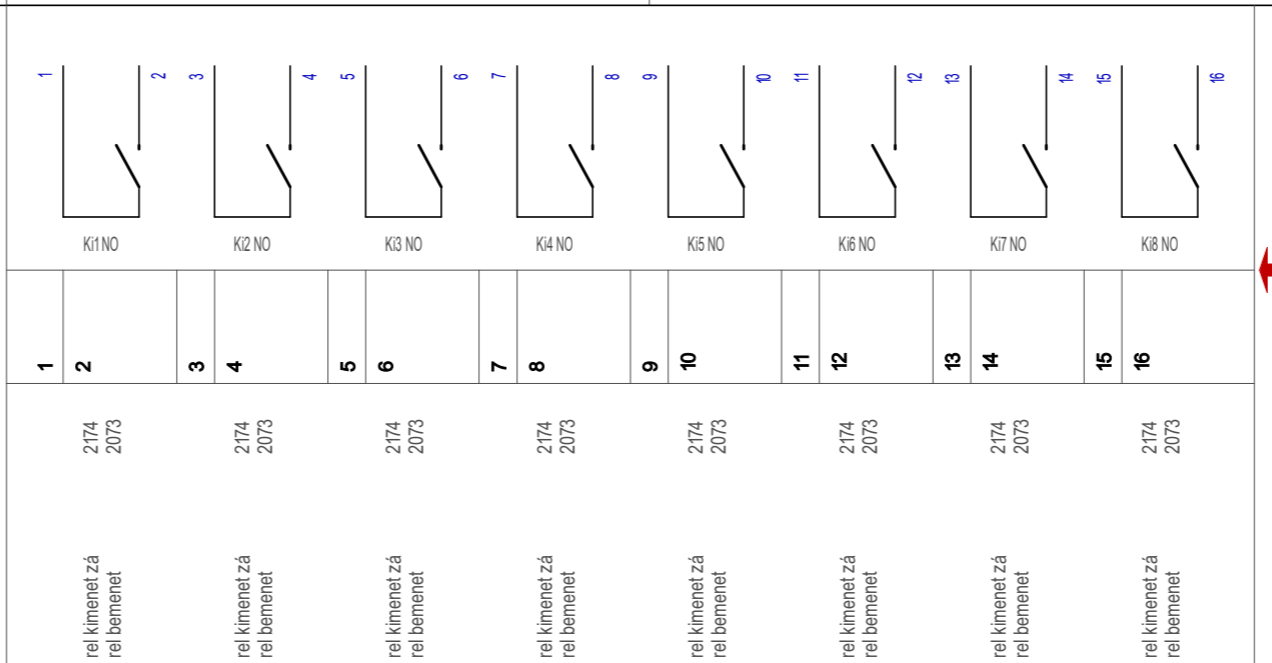 1 2 3 4 5 6 7 8 9 10 11 12 13 14 15 16
Ki1 NO Ki2 NO Ki3 NO Ki4 NO Ki5 NO Ki6 NO Ki7 NO Ki8 NO
1 2 3 4 5 6 7 8 9 10 11 12 13 14 15 16
2174
2073
2174
2073
2174
2073
2174
2073
2174
2073
2174
2073
2174
2073
2174
2073
rel kimenet zá
rel bemenet
rel kimenet zá
rel bemenet
rel kimenet zá
rel bemenet
rel kimenet zá
rel bemenet
rel kimenet zá
rel bemenet
rel kimenet zá
rel bemenet
rel kimenet zá
rel bemenet
rel kimenet zá
rel bemenet